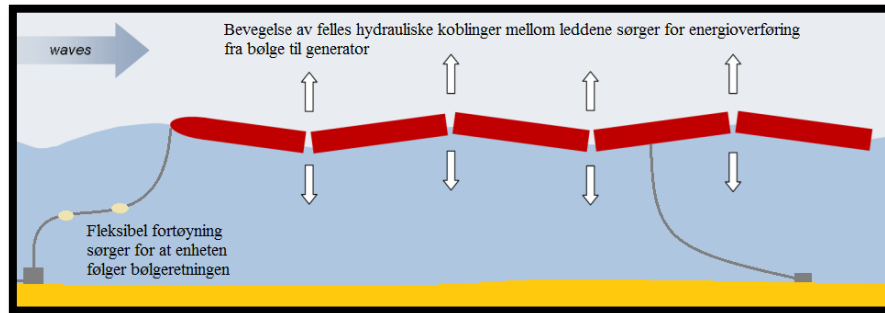 Bevegelse av felles hydrauliske koblinger mellom leddene sørger for energioverføring
fra bølge til generator
waves
Fleksibel fortøyning
sørger for at enheten
følger bølgeretningen